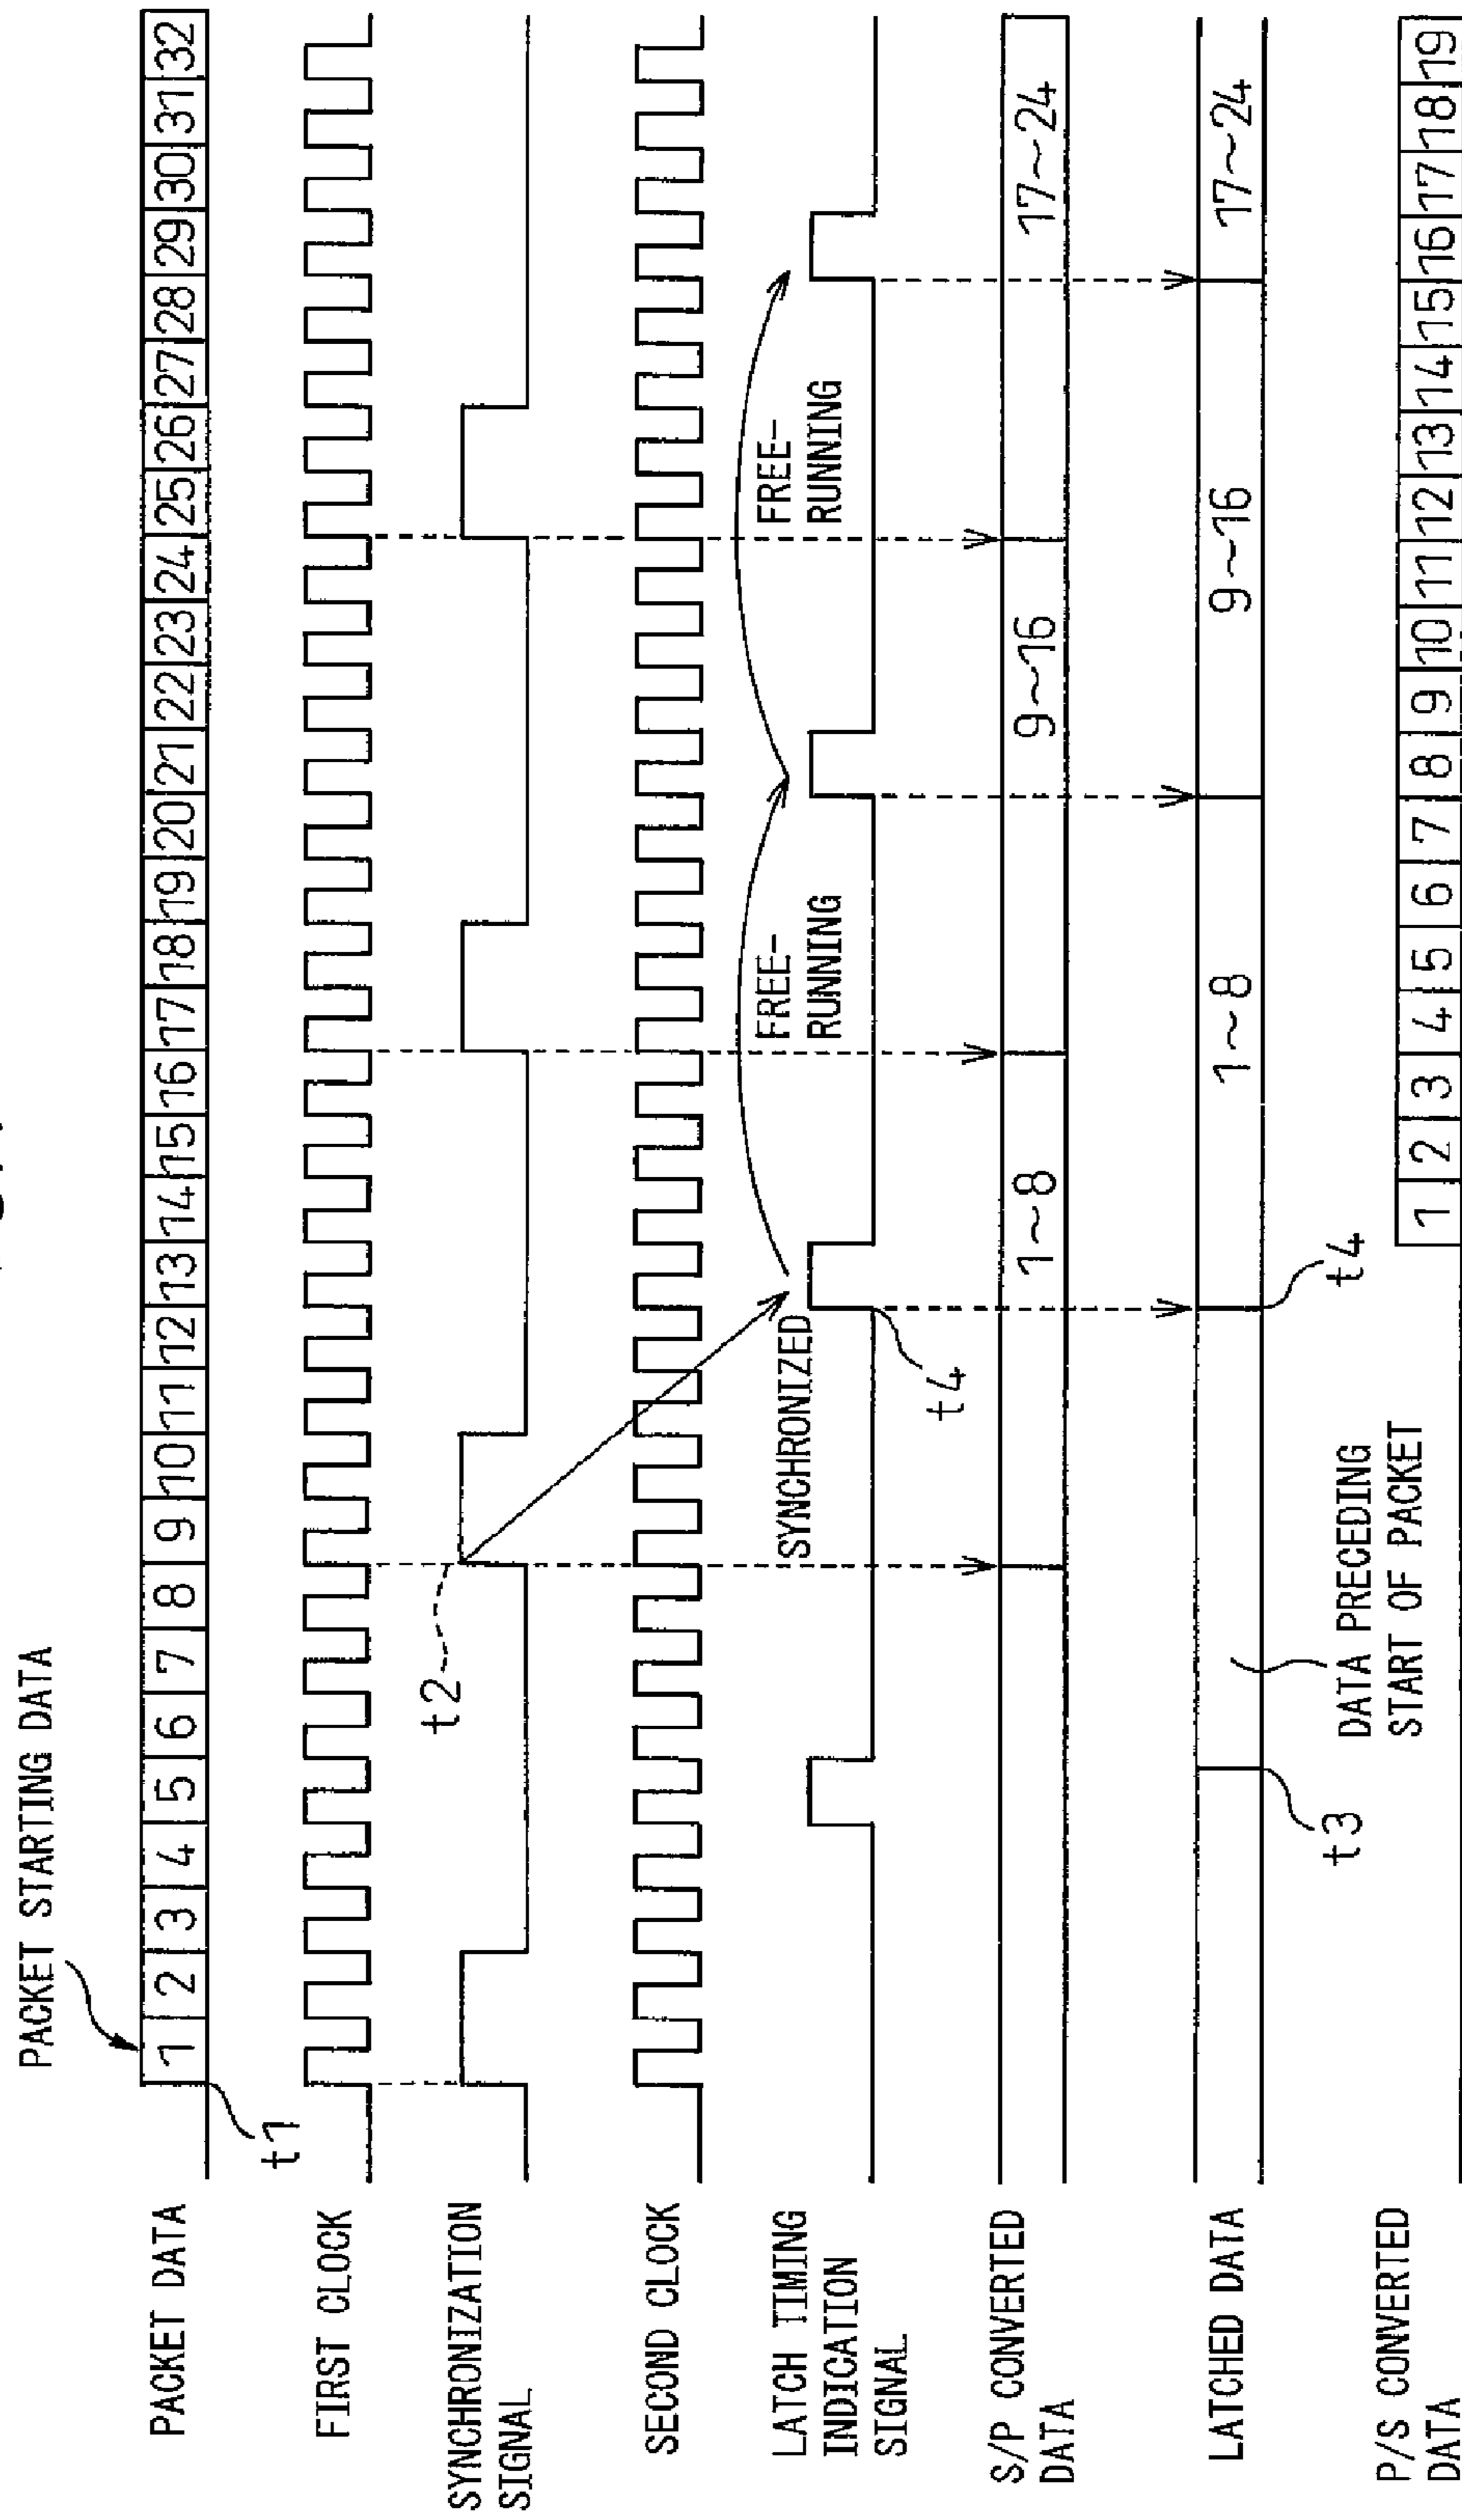 PACKET STARTING DATA
PACKET DATA
1 2 3 4 5 6 7 8 9 10 11 12 13 14 15 16 17 18 19 20 21 22 23 24 25 26 27 28 29 30 31 32
t1
FIRST CLOCK
SYNCHRONIZATION
SIGNAL
t2
SECOND CLOCK
LATCH TIMING
INDICATION
SIGNAL
SYNCHRONIZED
FREE-
RUNNING
FREE-
RUNNING
t4
S/P CONVERTED
DATA
1~8 9~16 17~24
LATCHED DATA
1~8 9~16 17~24
t3
DATA PRECEDING
START OF PACKET
t4
P/S CONVERTED
DATA
1 2 3 4 5 6 7 8 9 10 11 12 13 14 15 16 17 18 19